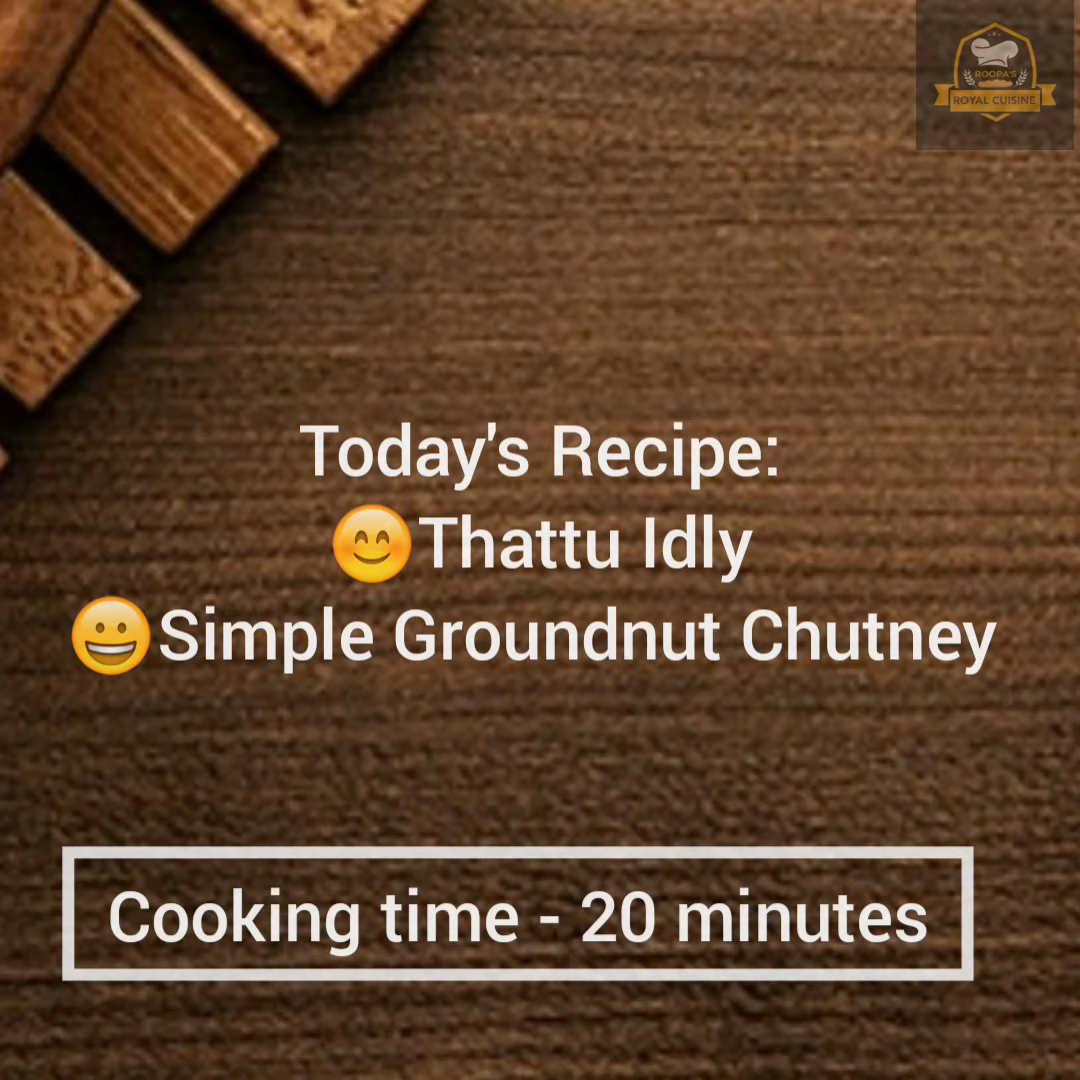 ROOPA'S
ROYAL CUISINE
Today's Recipe:
😊Thattu Idly
😀Simple Groundnut Chutney
Cooking time - 20 minutes